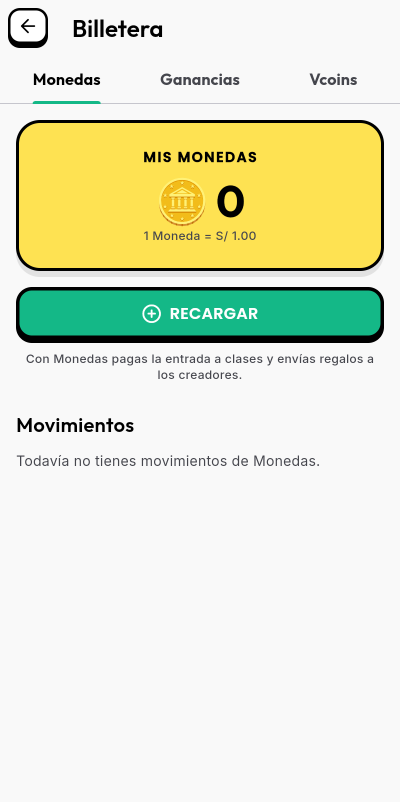 Billetera
Monedas
Ganancias
Vcoins
MIS MONEDAS
0
1 Moneda = S/ 1.00
RECARGAR
Con Monedas pagas la entrada a clases y envías regalos a
los creadores.
Movimientos
Todavía no tienes movimientos de Monedas.